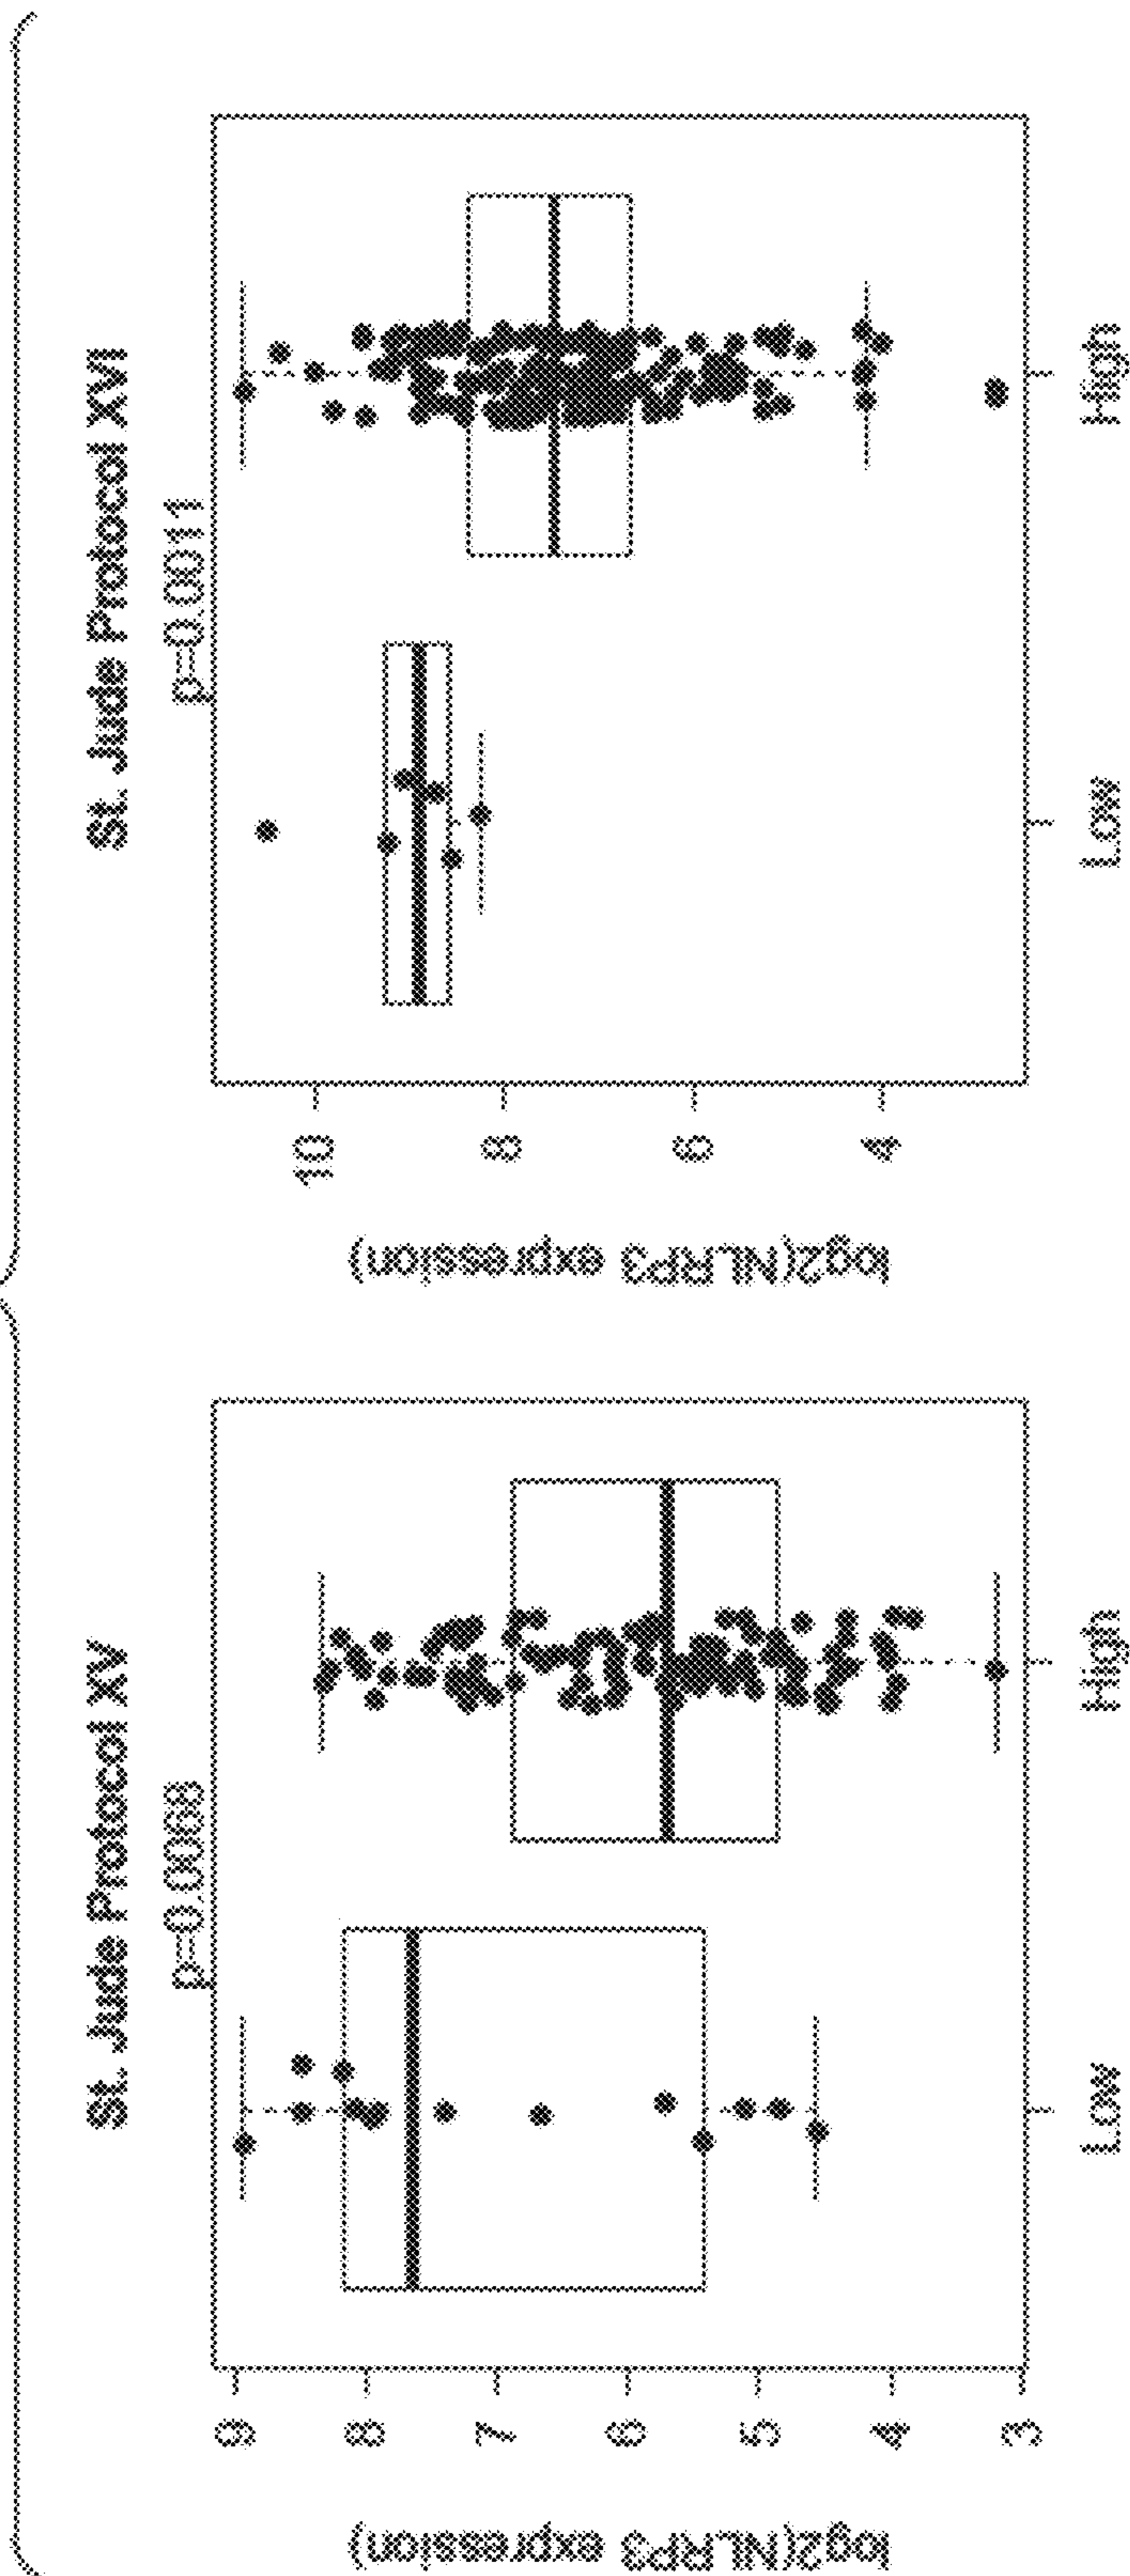 St. Jude Protocol XV
p=0.0068
log2(NLRP3 expression)
9
8
7
6
5
4
3
Low
High
St. Jude Protocol XVI
p=0.0011
log2(NLRP3 expression)
10
8
6
4
Low
High